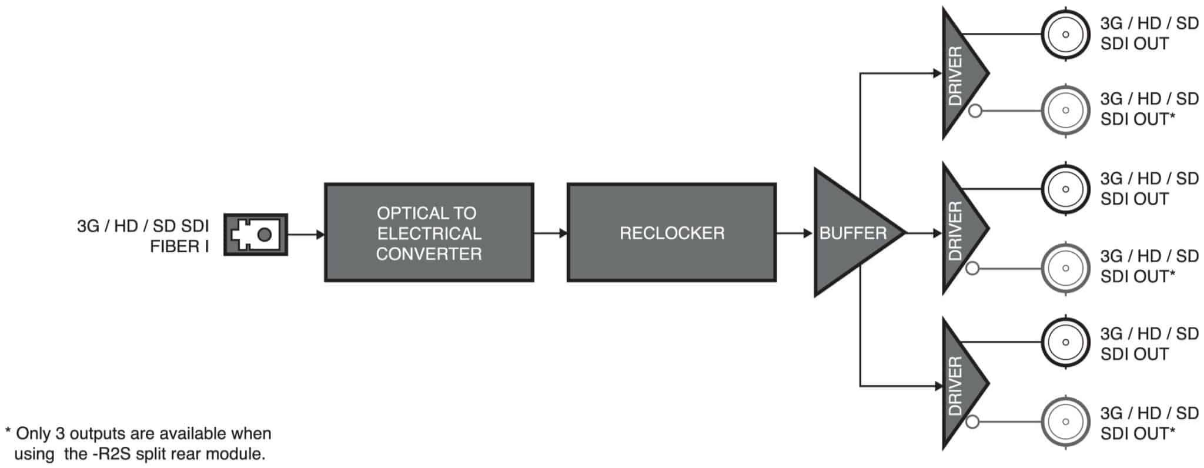 3G / HD / SD SDI
FIBER I
OPTICAL TO
ELECTRICAL
CONVERTER
RECLOCKER
BUFFER
DRIVER
3G / HD / SD
SDI OUT
3G / HD / SD
SDI OUT*
DRIVER
3G / HD / SD
SDI OUT
3G / HD / SD
SDI OUT*
DRIVER
3G / HD / SD
SDI OUT
3G / HD / SD
SDI OUT*
* Only 3 outputs are available when
using the -R2S split rear module.